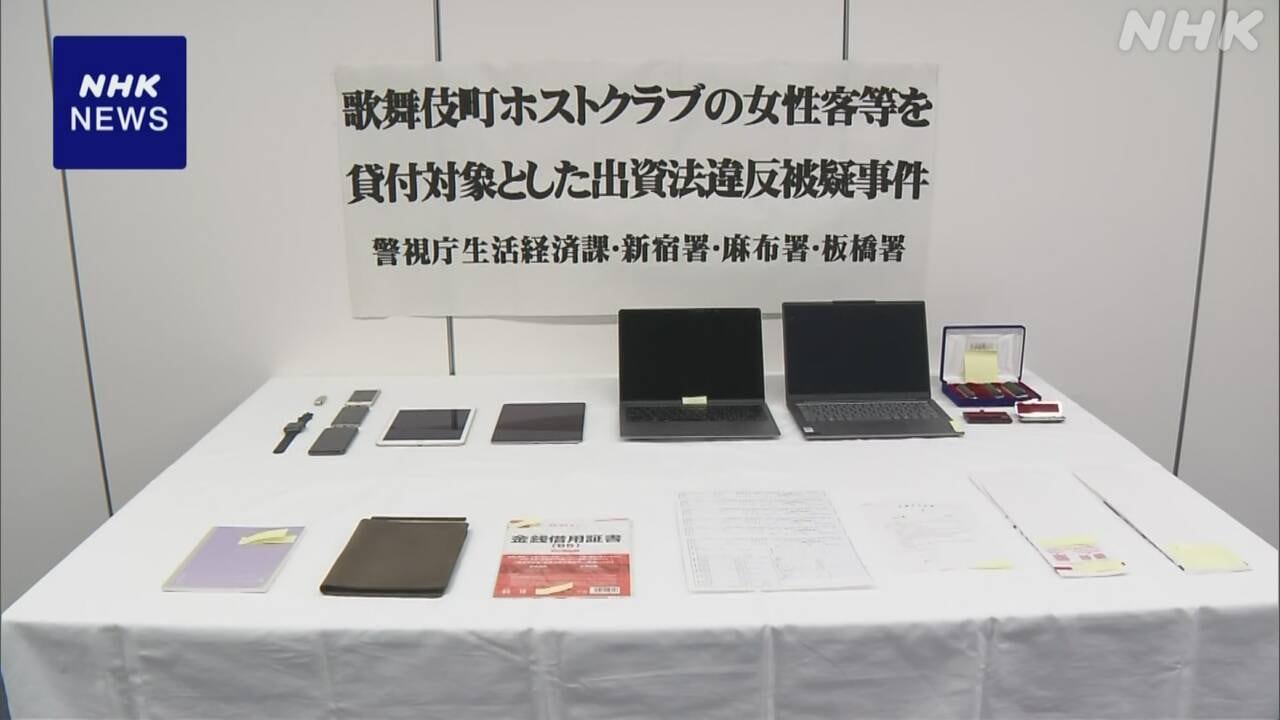 NHK
NEWS
NHK
歌舞伎町ホストクラブの女性客等を
貸付対象とした出資法違反被疑事件
警視庁生活経済課・新宿署・麻布署・板橋署
金銭借用証書